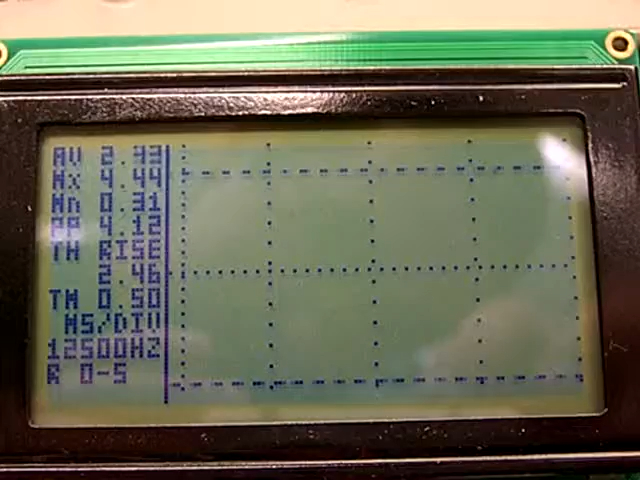 AV 2.33
Mx 4.44
Mn 0.31
PP 4.12
TH RISE
2.46
TM 0.50
MS/DIV
12500HZ
R 0-5